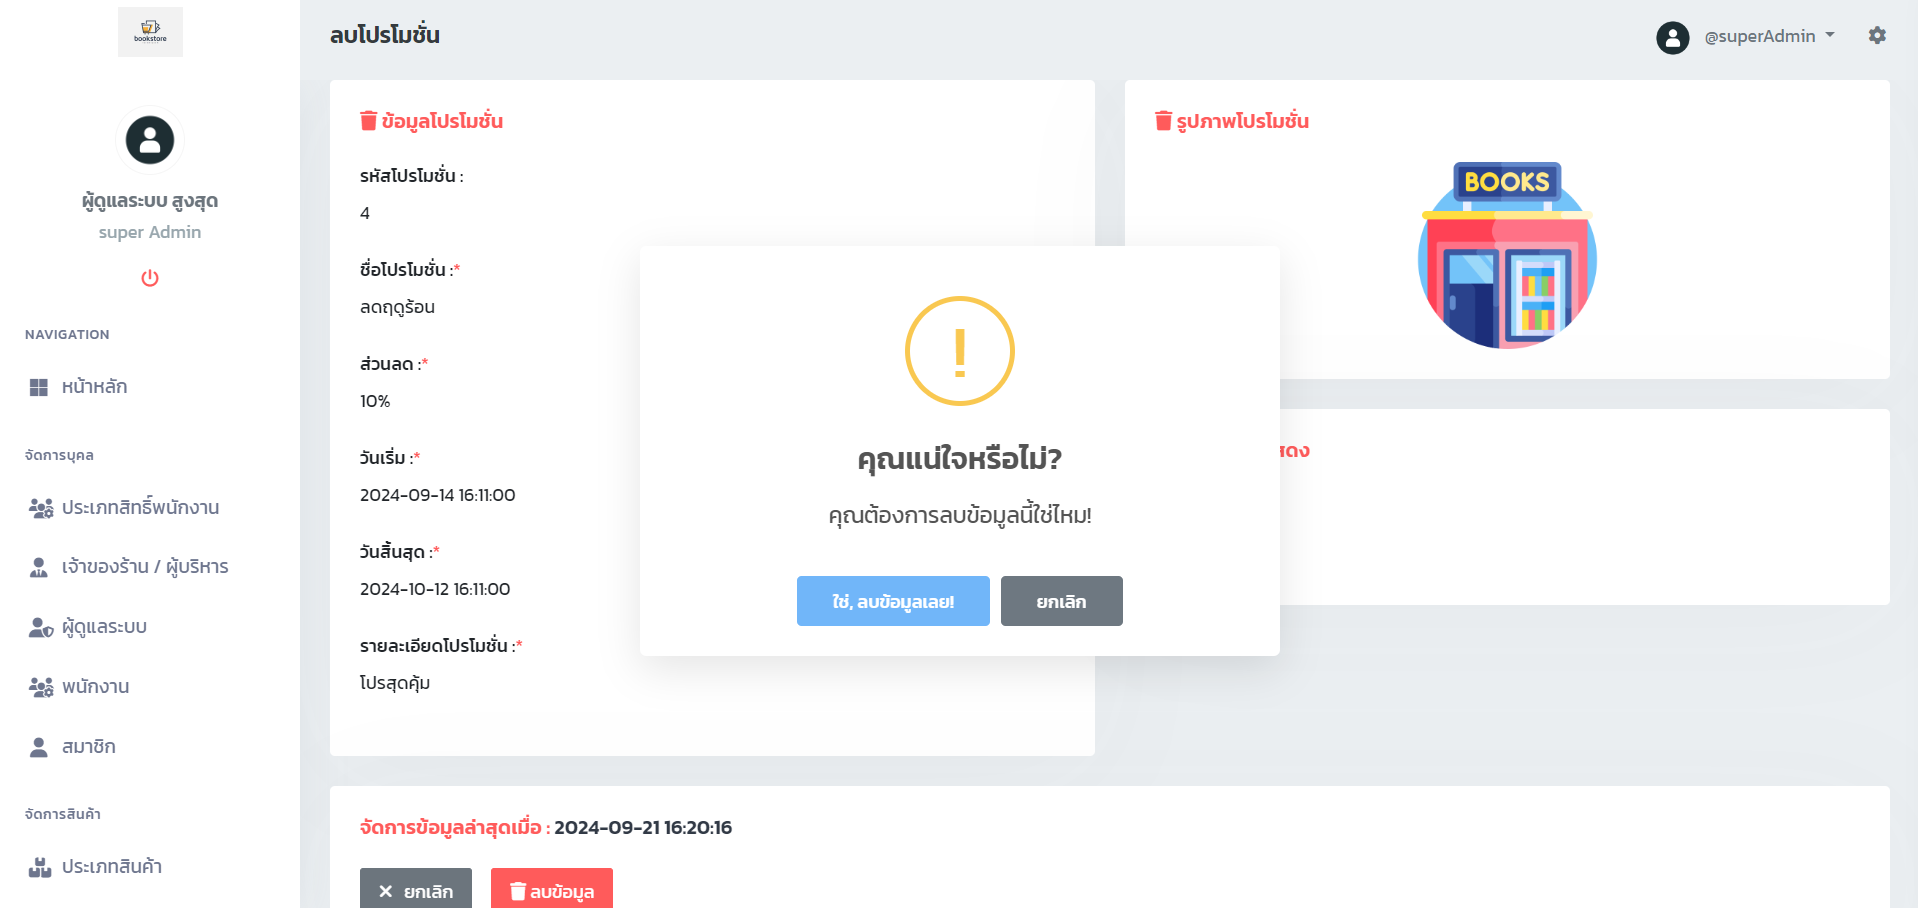 bookstore
ผู้ดูแลระบบ สูงสุด
super Admin
NAVIGATION
หน้าหลัก
จัดการบุคล
ประเภทสิทธิ์พนักงาน
เจ้าของร้าน / ผู้บริหาร
ผู้ดูแลระบบ
พนักงาน
สมาชิก
จัดการสินค้า
ประเภทสินค้า
ลบโปรโมชั่น
@superAdmin
ข้อมูลโปรโมชั่น
รหัสโปรโมชั่น :
4
ชื่อโปรโมชั่น :*
ลดฤดูร้อน
ส่วนลด :*
10%
วันเริ่ม :*
2024-09-14 16:11:00
วันสิ้นสุด :*
2024-10-12 16:11:00
รายละเอียดโปรโมชั่น :*
โปรสุดคุ้ม
รูปภาพโปรโมชั่น
BOOKS
คุณแน่ใจหรือไม่?
คุณต้องการลบข้อมูลนี้ใช่ไหม!
ใช่, ลบข้อมูลเลย!
ยกเลิก
จัดการข้อมูลล่าสุดเมื่อ : 2024-09-21 16:20:16
ยกเลิก
ลบข้อมูล